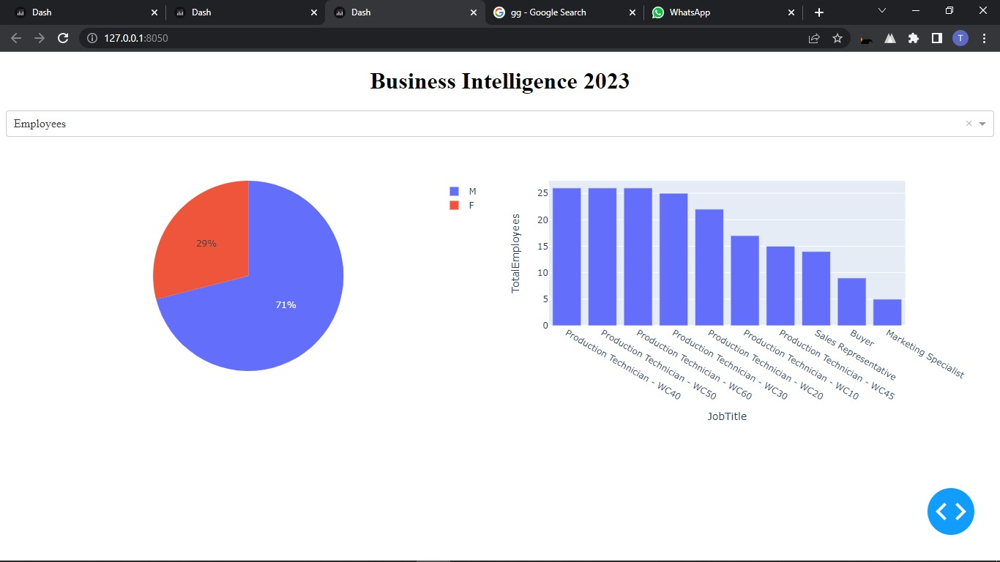 Dash
Dash
Dash
gg - Google Search
WhatsApp
127.0.0.1:8050
T
Business Intelligence 2023
Employees
29%
71%
M
F
TotalEmployees
25
20
15
10
5
0
Production Technician - WC40
Production Technician - WC50
Production Technician - WC60
Production Technician - WC30
Production Technician - WC20
Production Technician - WC10
Production Technician - WC45
Sales Representative
Buyer
Marketing Specialist
JobTitle